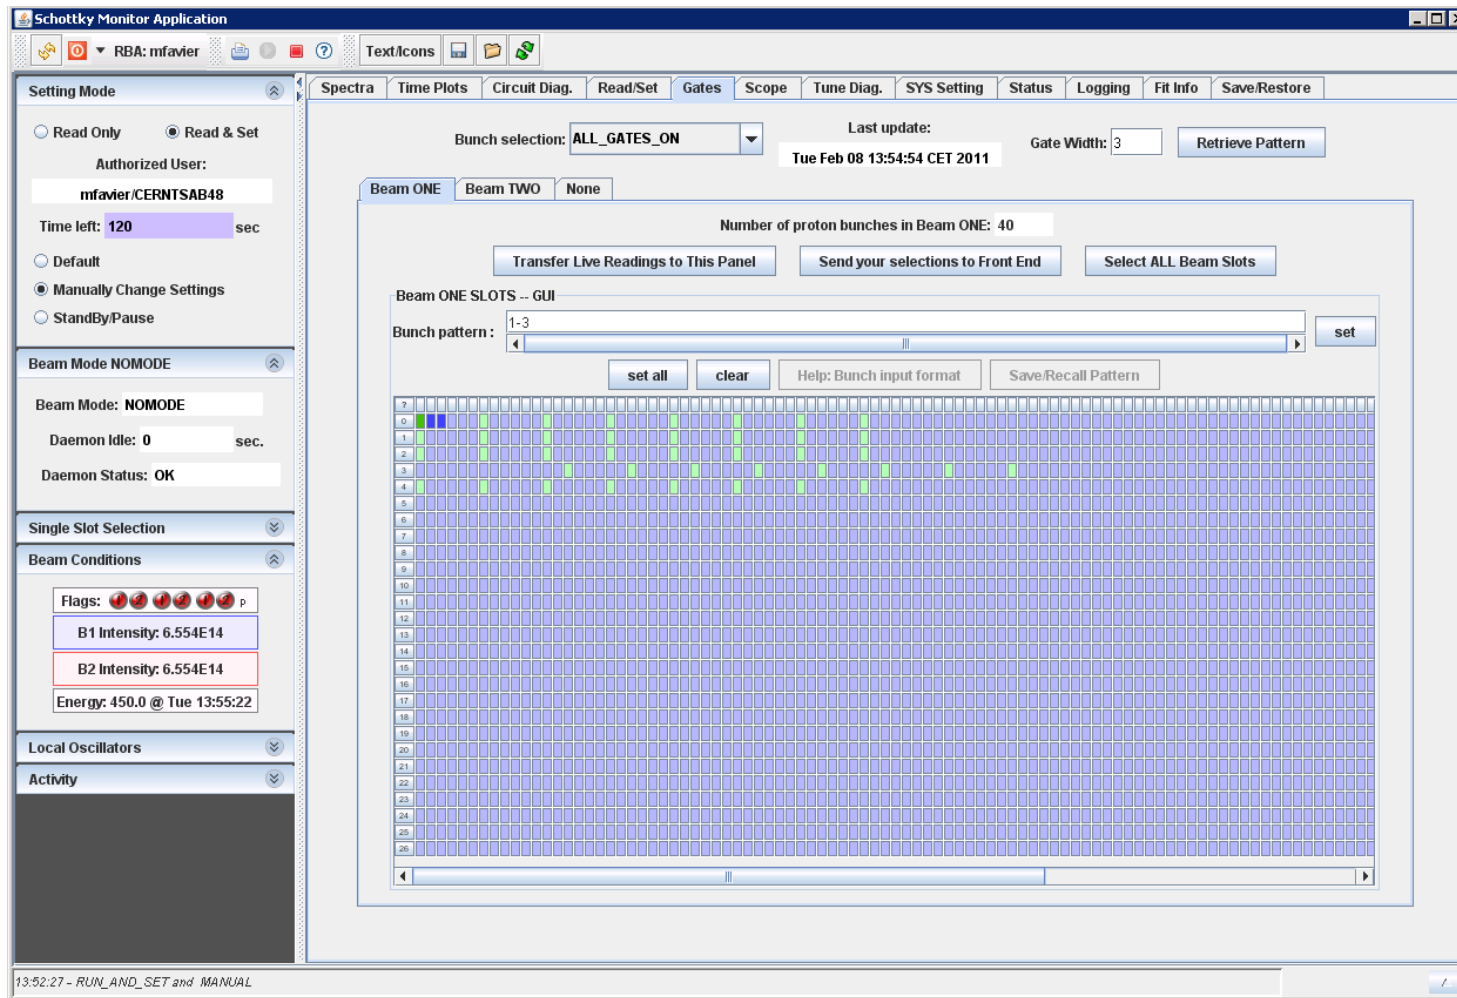 Schottky Monitor Application
RBA: mfavier
Text/Icons
Setting Mode
Read Only Read & Set
Authorized User:
mfavier/CERNTSAB48
Time left: 120 sec
Default
Manually Change Settings
StandBy/Pause
Beam Mode NOMODE
Beam Mode: NOMODE
Daemon Idle: 0 sec.
Daemon Status: OK
Single Slot Selection
Beam Conditions
Flags: 1 2 1 2 1 2 p
B1 Intensity: 6.554E14
B2 Intensity: 6.554E14
Energy: 450.0 @ Tue 13:55:22
Local Oscillators
Activity
Spectra Time Plots Circuit Diag. Read/Set Gates Scope Tune Diag. SYS Setting Status Logging Fit Info Save/Restore
Bunch selection: ALL_GATES_ON
Last update:
Tue Feb 08 13:54:54 CET 2011
Gate Width: 3
Retrieve Pattern
Beam ONE Beam TWO None
Number of proton bunches in Beam ONE: 40
Transfer Live Readings to This Panel Send your selections to Front End Select ALL Beam Slots
Beam ONE SLOTS -- GUI
Bunch pattern : 1-3 set
set all clear Help: Bunch input format Save/Recall Pattern
?
0
1
2
3
4
5
6
7
8
9
10
11
12
13
14
15
16
17
18
19
20
21
22
23
24
25
26
13:52:27 - RUN_AND_SET and MANUAL